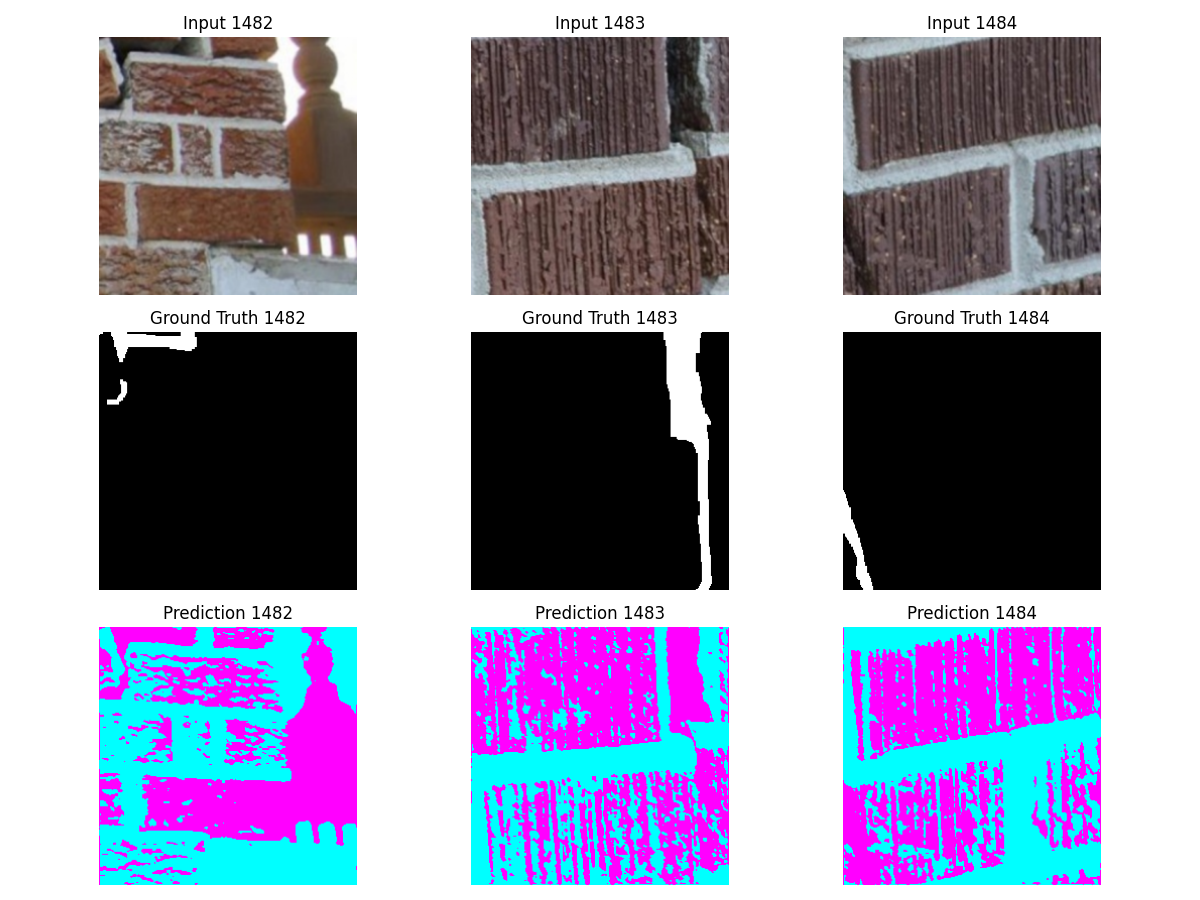 Input 1482
Input 1483
Input 1484
Ground Truth 1482
Ground Truth 1483
Ground Truth 1484
Prediction 1482
Prediction 1483
Prediction 1484